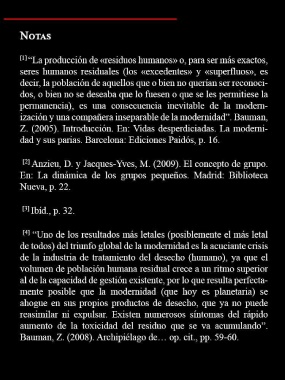 Notas
[1] “La producción de «residuos humanos» o, para ser más exactos,
seres humanos residuales (los «excedentes» y «superfluos», es
decir, la población de aquellos que o bien no querían ser reconoci-
dos, o bien no se deseaba que lo fuesen o que se les permitiese la
permanencia), es una consecuencia inevitable de la modern-
ización y una compañera inseparable de la modernidad”. Bauman,
Z. (2005). Introducción. En: Vidas desperdiciadas. La moderni-
dad y sus parias. Barcelona: Ediciones Paidós, p. 16.
[2] Anzieu, D. y Jacques-Yves, M. (2009). El concepto de grupo.
En: La dinámica de los grupos pequeños. Madrid: Biblioteca
Nueva, p. 22.
[3] Ibíd., p. 32.
[4] “Uno de los resultados más letales (posiblemente el más letal
de todos) del triunfo global de la modernidad es la acuciante crisis
de la industria de tratamiento del desecho (humano), ya que el
volumen de población humana residual crece a un ritmo superior
al de la capacidad de gestión existente, por lo que resulta perfecta-
mente posible que la modernidad (que hoy es planetaria) se
ahogue en sus propios productos de desecho, que ya no puede
reasimilar ni expulsar. Existen numerosos síntomas del rápido
aumento de la toxicidad del residuo que se va acumulando”.
Bauman, Z. (2008). Archipiélago de… op. cit., pp. 59-60.